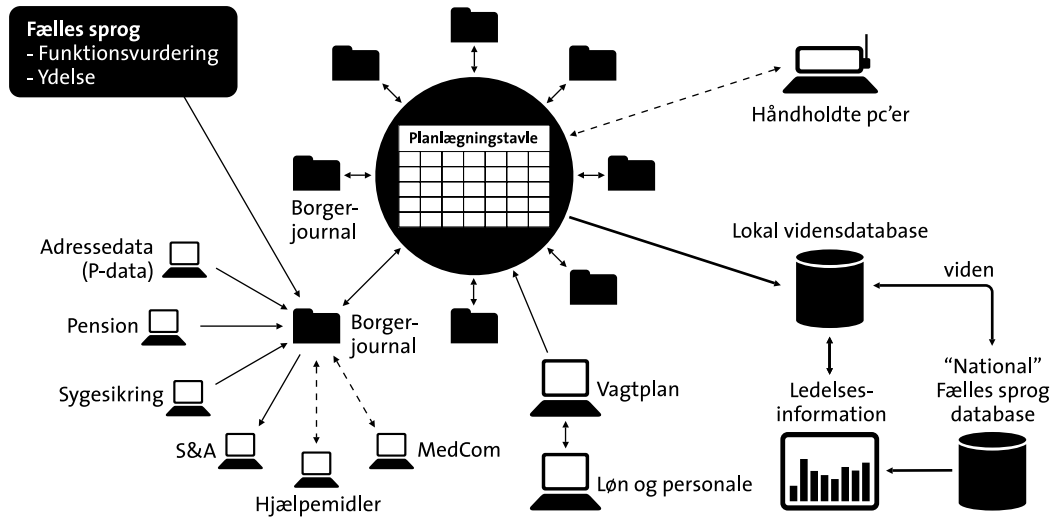 Fælles sprog
- Funktionsvurdering
- Ydelse
Planlægningstavle
Håndholdte pc'er
Borger-
journal
Adressedata
(P-data)
Pension
Sygesikring
Borger-
journal
S&A
Hjælpemidler
MedCom
Vagtplan
Løn og personale
Lokal vidensdatabase
viden
Ledelses-
information
"National"
Fælles sprog
database